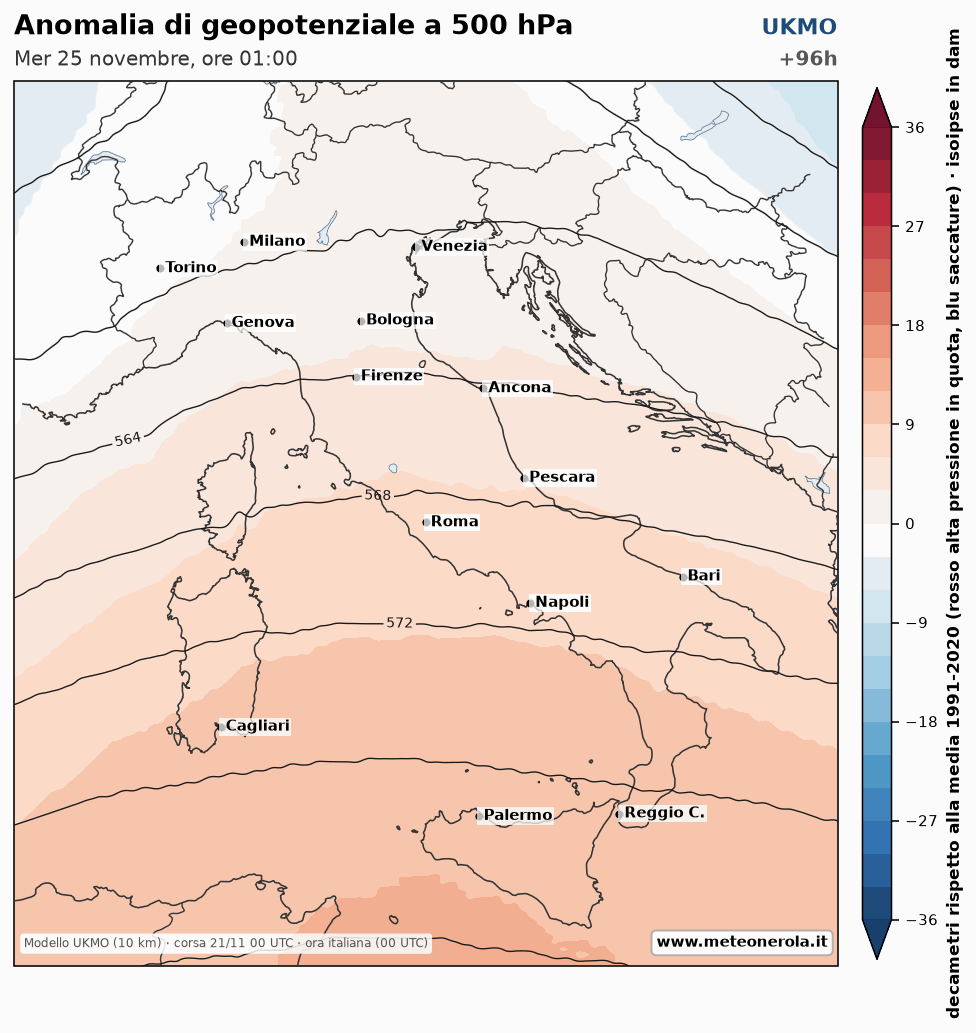 Anomalia di geopotenziale a 500 hPa
UKMO
Mer 25 novembre, ore 01:00
+96h
Milano
Venezia
Torino
Genova
Bologna
Firenze
Ancona
564
Pescara
568
Roma
Bari
Napoli
572
Cagliari
Palermo
Reggio C.
Modello UKMO (10 km) · corsa 21/11 00 UTC · ora italiana (00 UTC)
www.meteonerola.it
36
27
18
9
0
−9
−18
−27
−36
decametri rispetto alla media 1991-2020 (rosso alta pressione in quota, blu saccature) · isoipse in dam